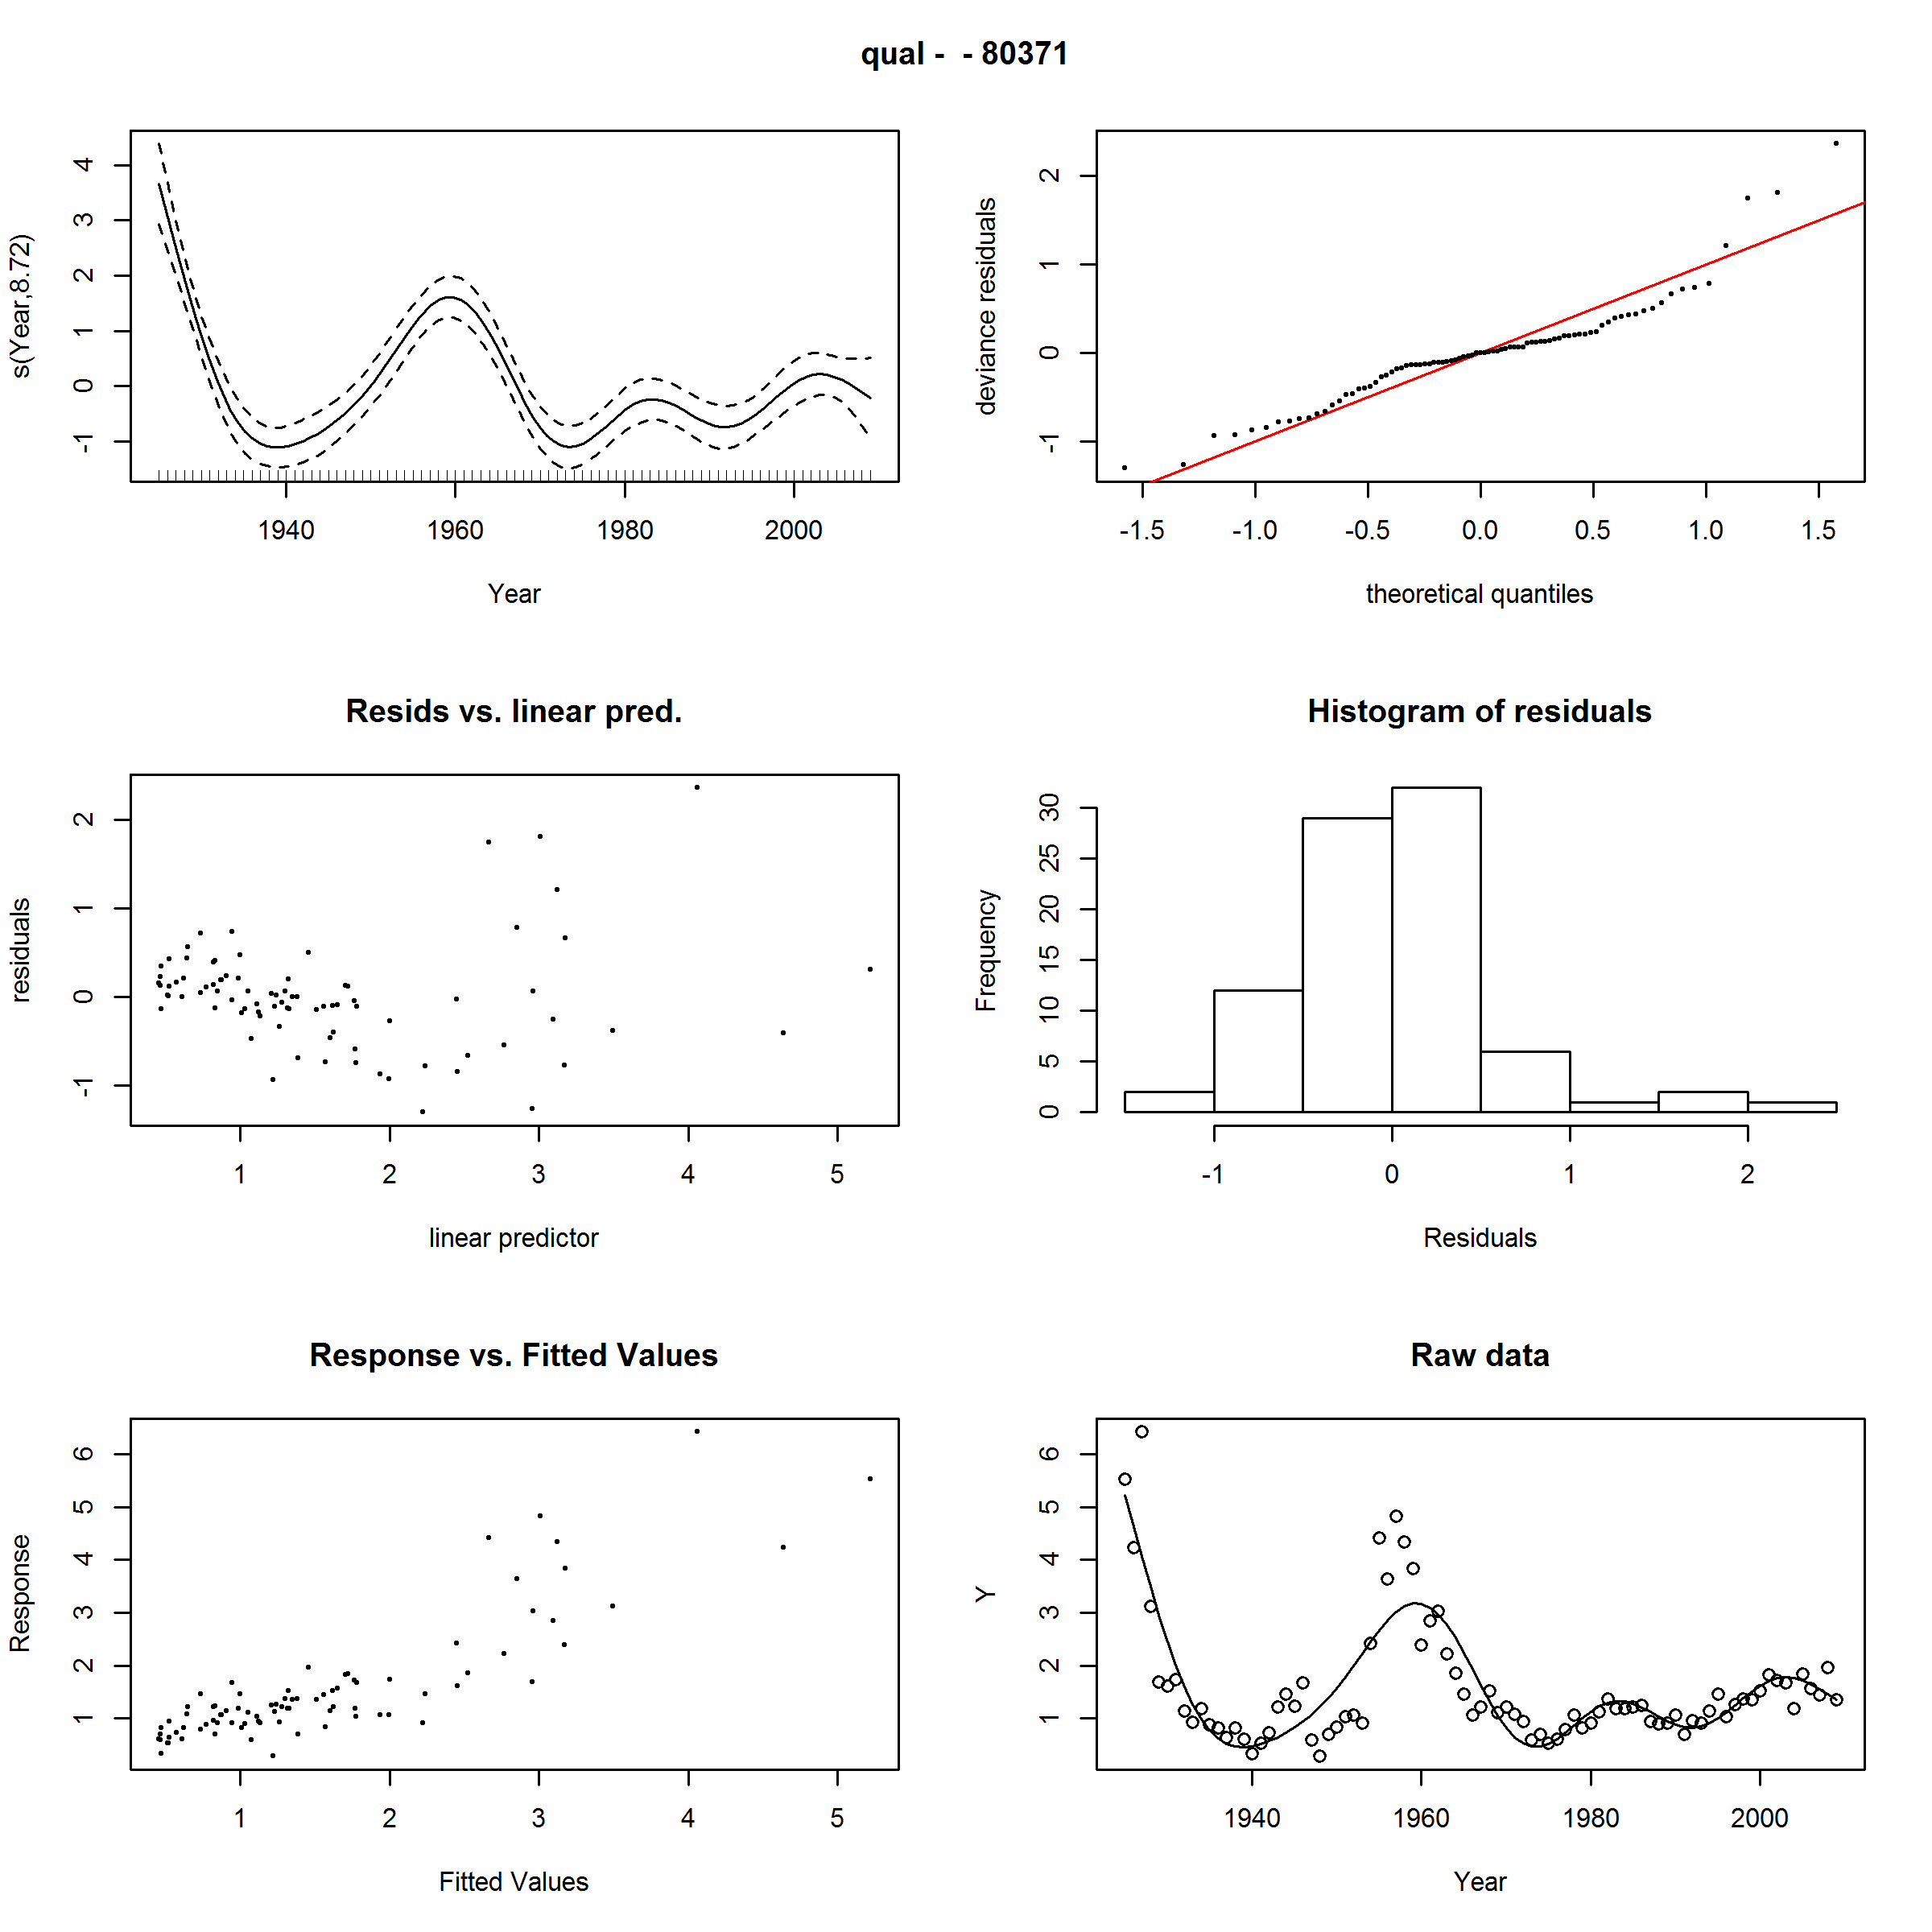 qual -  - 80371
s(Year,8.72)
4
3
2
1
0
-1
1940 1960 1980 2000
Year
deviance residuals
2
1
0
-1
-1.5 -1.0 -0.5 0.0 0.5 1.0 1.5
theoretical quantiles
Resids vs. linear pred.
residuals
2
1
0
-1
1 2 3 4 5
linear predictor
Histogram of residuals
Frequency
30
25
20
15
10
5
0
-1 0 1 2
Residuals
Response vs. Fitted Values
Response
6
5
4
3
2
1
1 2 3 4 5
Fitted Values
Raw data
Y
6
5
4
3
2
1
1940 1960 1980 2000
Year